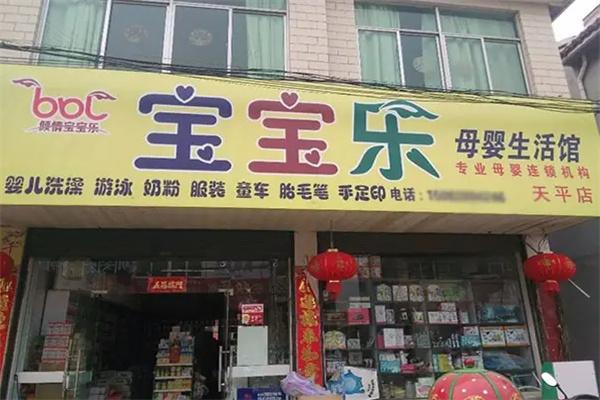 bbL
倾情宝宝乐
宝宝乐
母婴生活馆
专业母婴连锁机构
天平店
婴儿洗澡 游泳 奶粉 服装 童车 胎毛笔 手足印 电话: